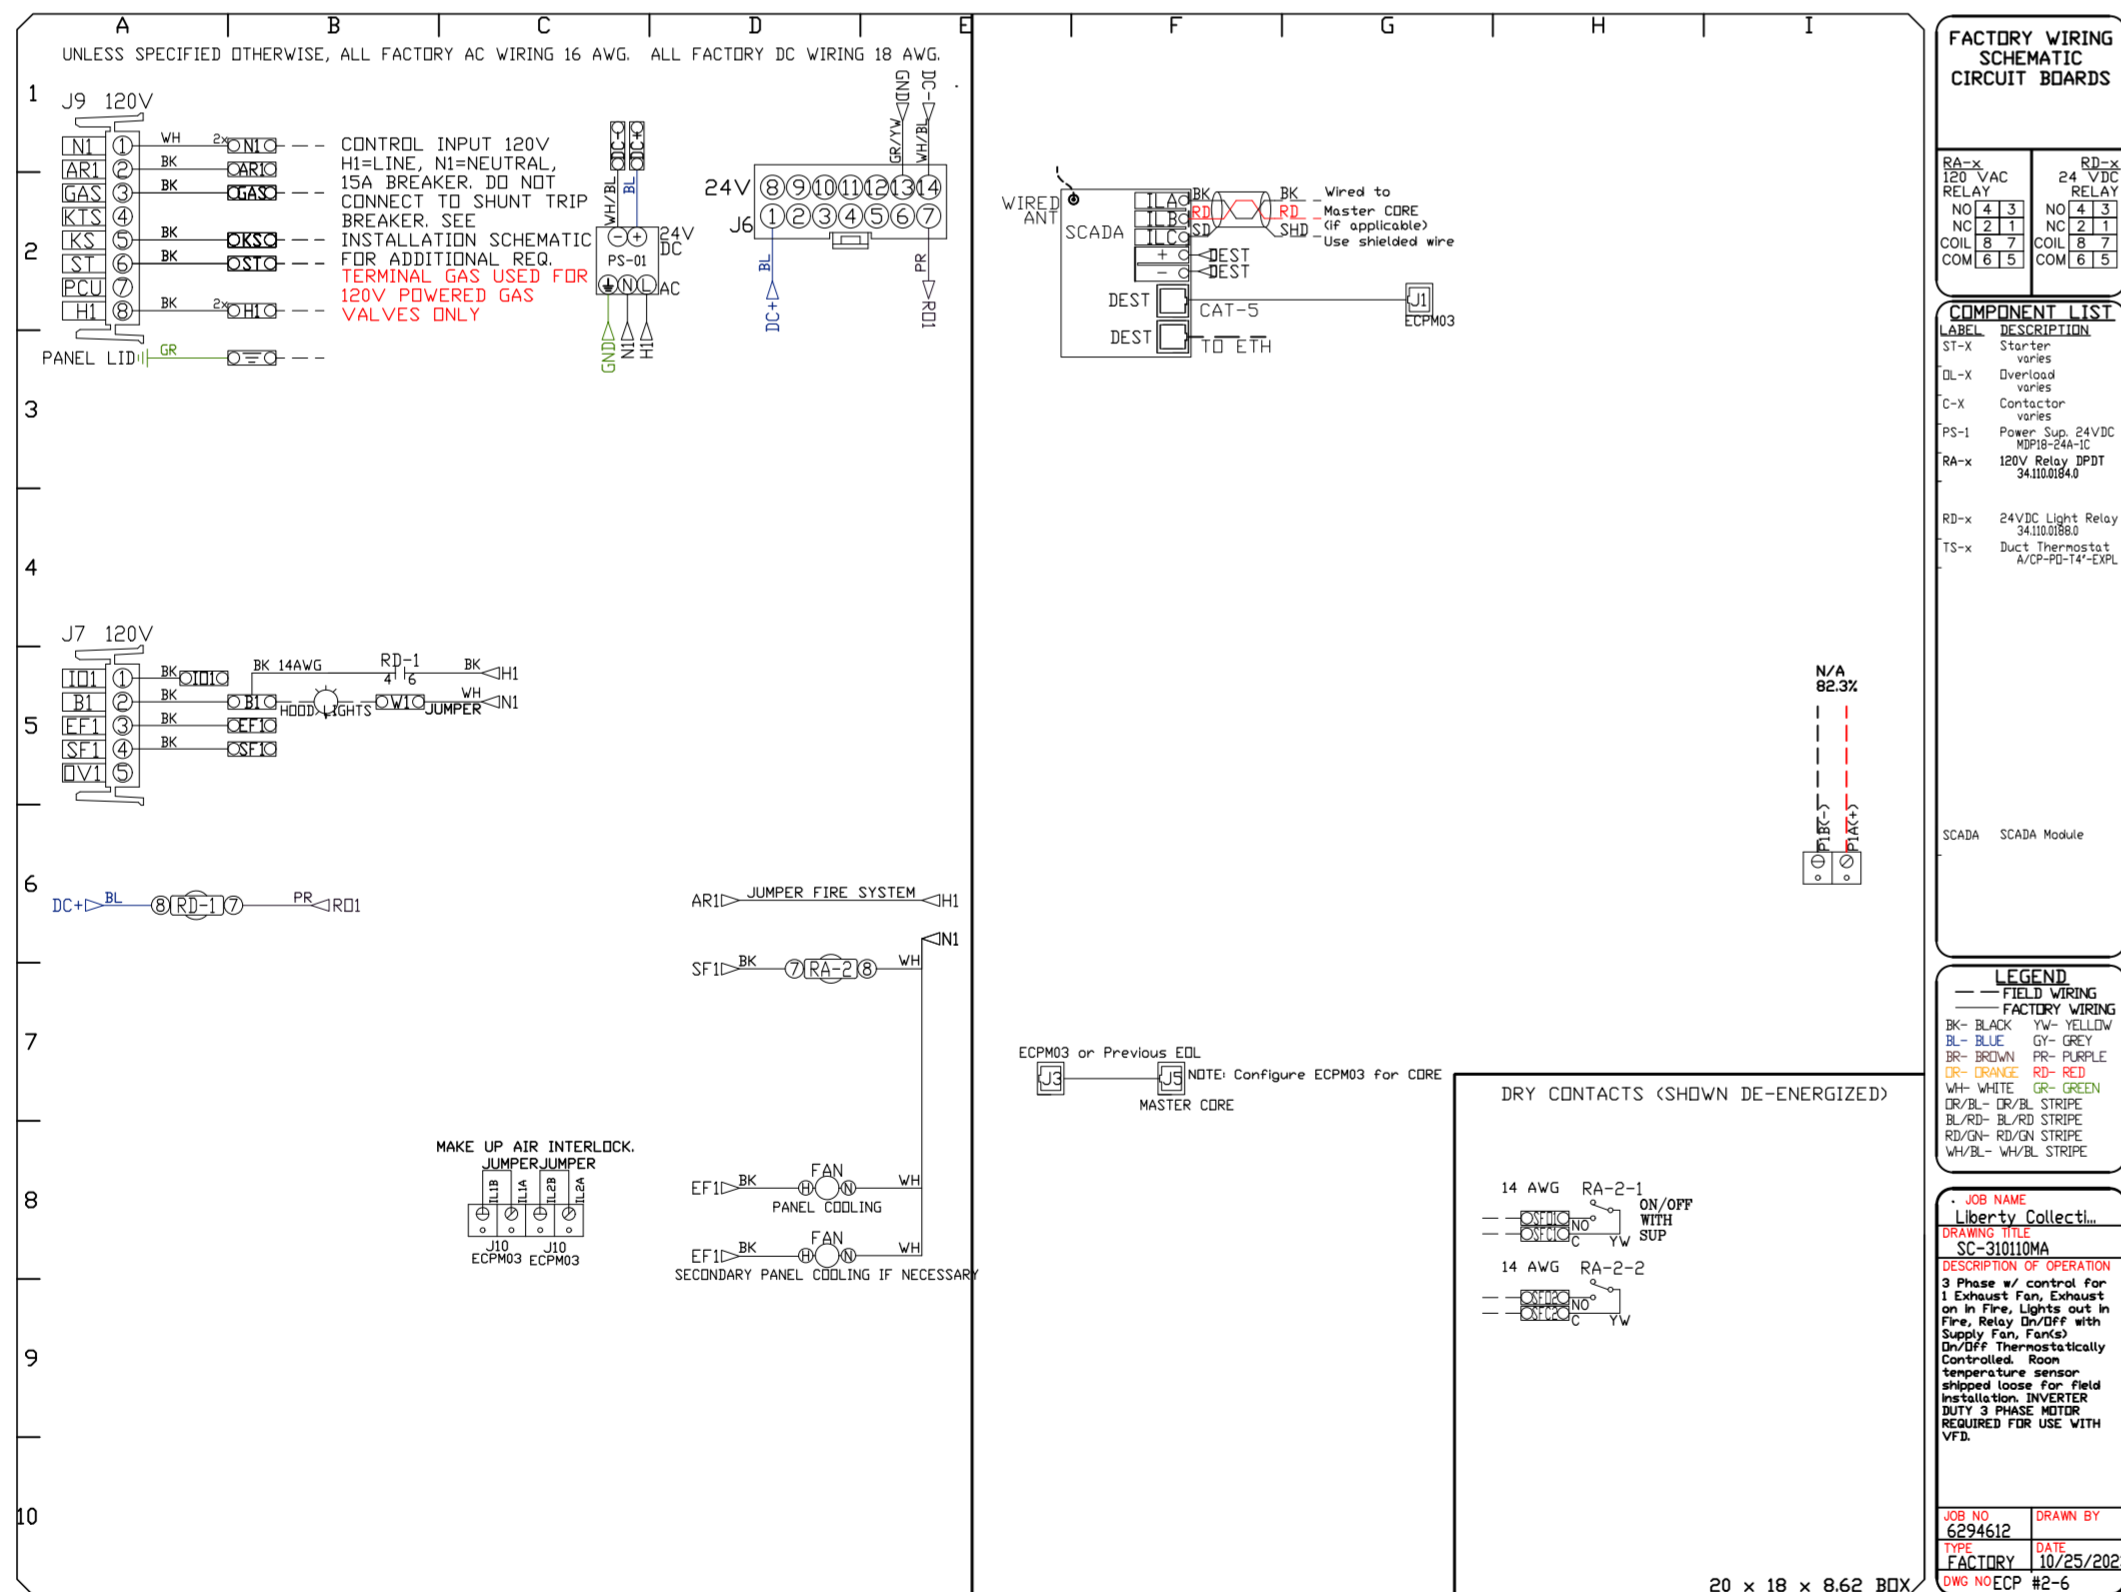 A B C D E F G H I
UNLESS SPECIFIED OTHERWISE, ALL FACTORY AC WIRING 16 AWG. ALL FACTORY DC WIRING 18 AWG.
1
2
3
4
5
6
7
8
9
10
J9 120V
N1 1 WH 2x N1
AR1 2 BK AR1
GAS 3 BK GAS
KTS 4
KS 5 BK KS
ST 6 BK ST
PCU 7
H1 8 BK 2x H1
PANEL LID GR
CONTROL INPUT 120V
H1=LINE, N1=NEUTRAL,
15A BREAKER. DO NOT
CONNECT TO SHUNT TRIP
BREAKER. SEE
INSTALLATION SCHEMATIC
FOR ADDITIONAL REQ.
TERMINAL GAS USED FOR
120V POWERED GAS
VALVES ONLY
DC- DC+
WH/BL BL
- + 24V
DC
PS-01
N L AC
GND N1 H1
GND DC-
GR/YW WH/BL
24V 8 9 10 11 12 13 14
J6 1 2 3 4 5 6 7
BL PR
DC+ RO1
WIRED
ANT
SCADA
ILA BK BK Wired to
ILB RD RD Master CORE
(if applicable)
ILC SD SHD Use shielded wire
+ DEST
- DEST
DEST CAT-5 J1
ECPM03
DEST TO ETH
J7 120V
IO1 1 BK IO1
B1 2 BK B1 HOOD LIGHTS W1 JUMPER WH N1
BK 14AWG RD-1 4 6 BK H1
EF1 3 BK EF1
SF1 4 BK SF1
OV1 5
N/A
82.3%
P1B(-) P1A(+)
DC+ BL 8 RD-1 7 PR RO1
AR1 JUMPER FIRE SYSTEM H1
N1
SF1 BK 7 RA-2 8 WH
ECPM03 or Previous EOL
J3 J5 NOTE: Configure ECPM03 for CORE
MASTER CORE
MAKE UP AIR INTERLOCK.
JUMPER JUMPER
IL1B IL1A IL2B IL2A
J10 J10
ECPM03 ECPM03
EF1 BK H FAN N WH
PANEL COOLING
EF1 BK H FAN N WH
SECONDARY PANEL COOLING IF NECESSARY
DRY CONTACTS (SHOWN DE-ENERGIZED)
14 AWG RA-2-1
SFO1 NO ON/OFF
WITH
SFC1 C YW SUP
14 AWG RA-2-2
SFO2 NO
SFC2 C YW
20 x 18 x 8.62 BOX
FACTORY WIRING
SCHEMATIC
CIRCUIT BOARDS
RA-x RD-x
120 VAC 24 VDC
RELAY RELAY
NO 4 3 NO 4 3
NC 2 1 NC 2 1
COIL 8 7 COIL 8 7
COM 6 5 COM 6 5
COMPONENT LIST
LABEL DESCRIPTION
ST-X Starter
varies
OL-X Overload
varies
C-X Contactor
varies
PS-1 Power Sup. 24VDC
MDP18-24A-1C
RA-x 120V Relay DPDT
34.110.0184.0
RD-x 24VDC Light Relay
34.110.0188.0
TS-x Duct Thermostat
A/CP-PO-T4"-EXPL
SCADA SCADA Module
LEGEND
FIELD WIRING
FACTORY WIRING
BK- BLACK YW- YELLOW
BL- BLUE GY- GREY
BR- BROWN PR- PURPLE
OR- ORANGE RD- RED
WH- WHITE GR- GREEN
OR/BL- OR/BL STRIPE
BL/RD- BL/RD STRIPE
RD/GN- RD/GN STRIPE
WH/BL- WH/BL STRIPE
JOB NAME
Liberty Collecti...
DRAWING TITLE
SC-310110MA
DESCRIPTION OF OPERATION
3 Phase w/ control for
1 Exhaust Fan, Exhaust
on in Fire, Lights out in
Fire, Relay On/Off with
Supply Fan, Fan(s)
On/Off Thermostatically
Controlled. Room
temperature sensor
shipped loose for field
installation. INVERTER
DUTY 3 PHASE MOTOR
REQUIRED FOR USE WITH
VFD.
JOB NO DRAWN BY
6294612
TYPE DATE
FACTORY 10/25/202
DWG NO ECP #2-6